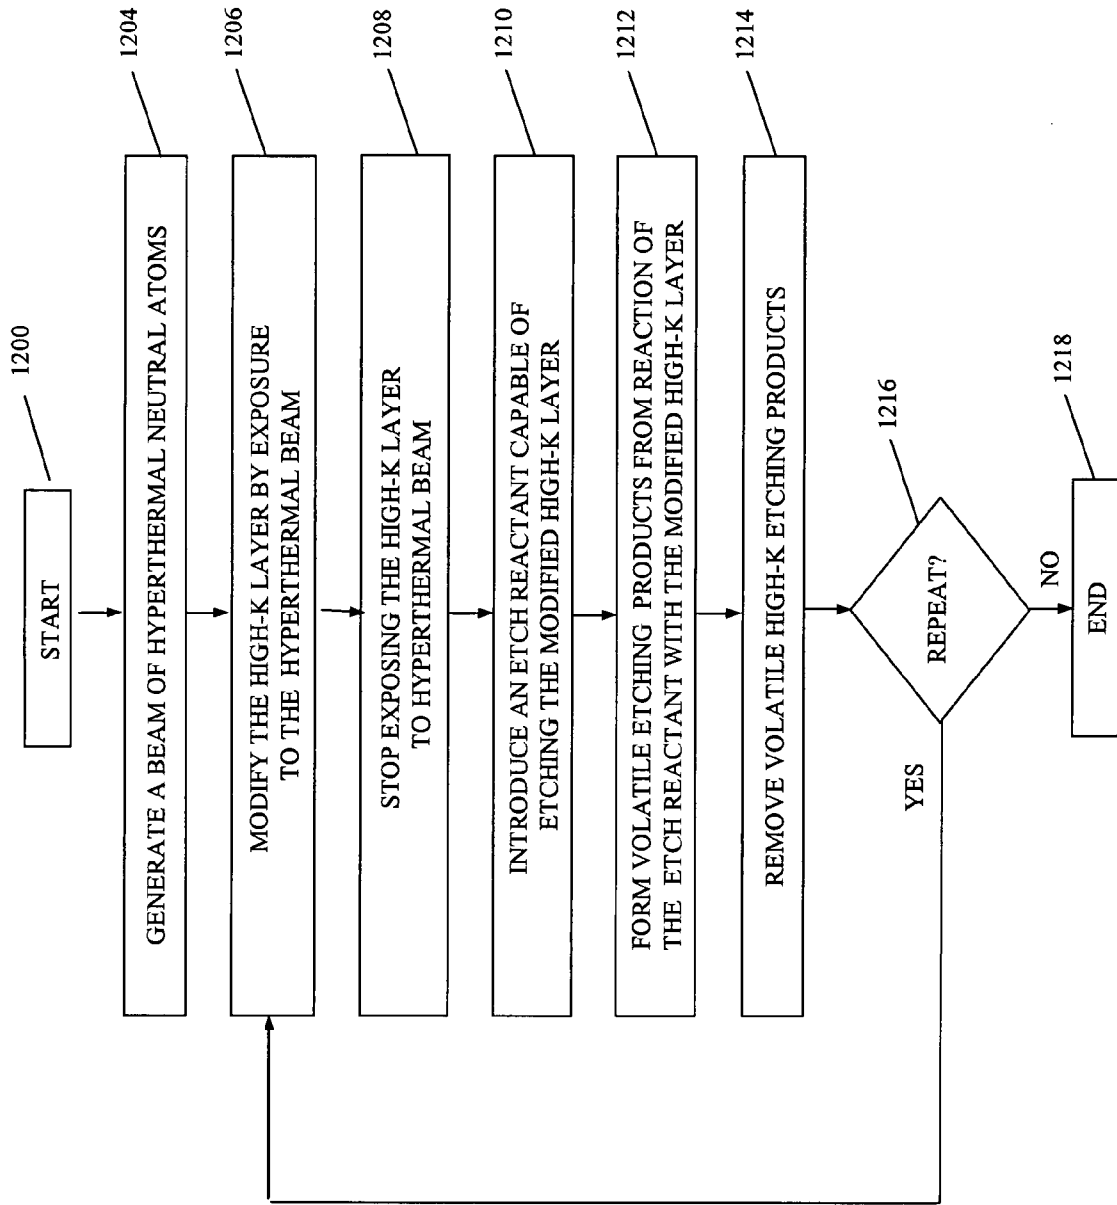 START
1200
GENERATE A BEAM OF HYPERTHERMAL NEUTRAL ATOMS
1204
MODIFY THE HIGH-K LAYER BY EXPOSURE
TO THE HYPERTHERMAL BEAM
1206
STOP EXPOSING THE HIGH-K LAYER
TO HYPERTHERMAL BEAM
1208
INTRODUCE AN ETCH REACTANT CAPABLE OF
ETCHING THE MODIFIED HIGH-K LAYER
1210
FORM VOLATILE ETCHING PRODUCTS FROM REACTION OF
THE ETCH REACTANT WITH THE MODIFIED HIGH-K LAYER
1212
REMOVE VOLATILE HIGH-K ETCHING PRODUCTS
1214
REPEAT?
1216
YES
NO
END
1218